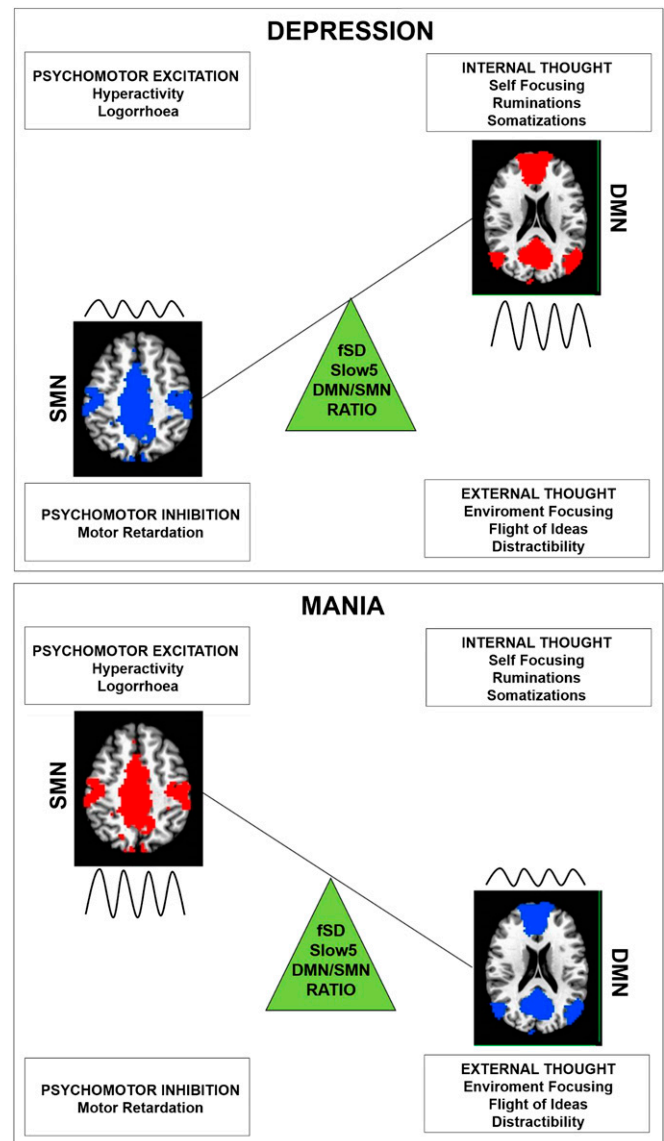 DEPRESSION
PSYCHOMOTOR EXCITATION
Hyperactivity
Logorrhoea
INTERNAL THOUGHT
Self Focusing
Ruminations
Somatizations
DMN
SMN
fSD
Slow5
DMN/SMN
RATIO
PSYCHOMOTOR INHIBITION
Motor Retardation
EXTERNAL THOUGHT
Enviroment Focusing
Flight of Ideas
Distractibility
MANIA
PSYCHOMOTOR EXCITATION
Hyperactivity
Logorrhoea
INTERNAL THOUGHT
Self Focusing
Ruminations
Somatizations
SMN
fSD
Slow5
DMN/SMN
RATIO
DMN
PSYCHOMOTOR INHIBITION
Motor Retardation
EXTERNAL THOUGHT
Enviroment Focusing
Flight of Ideas
Distractibility